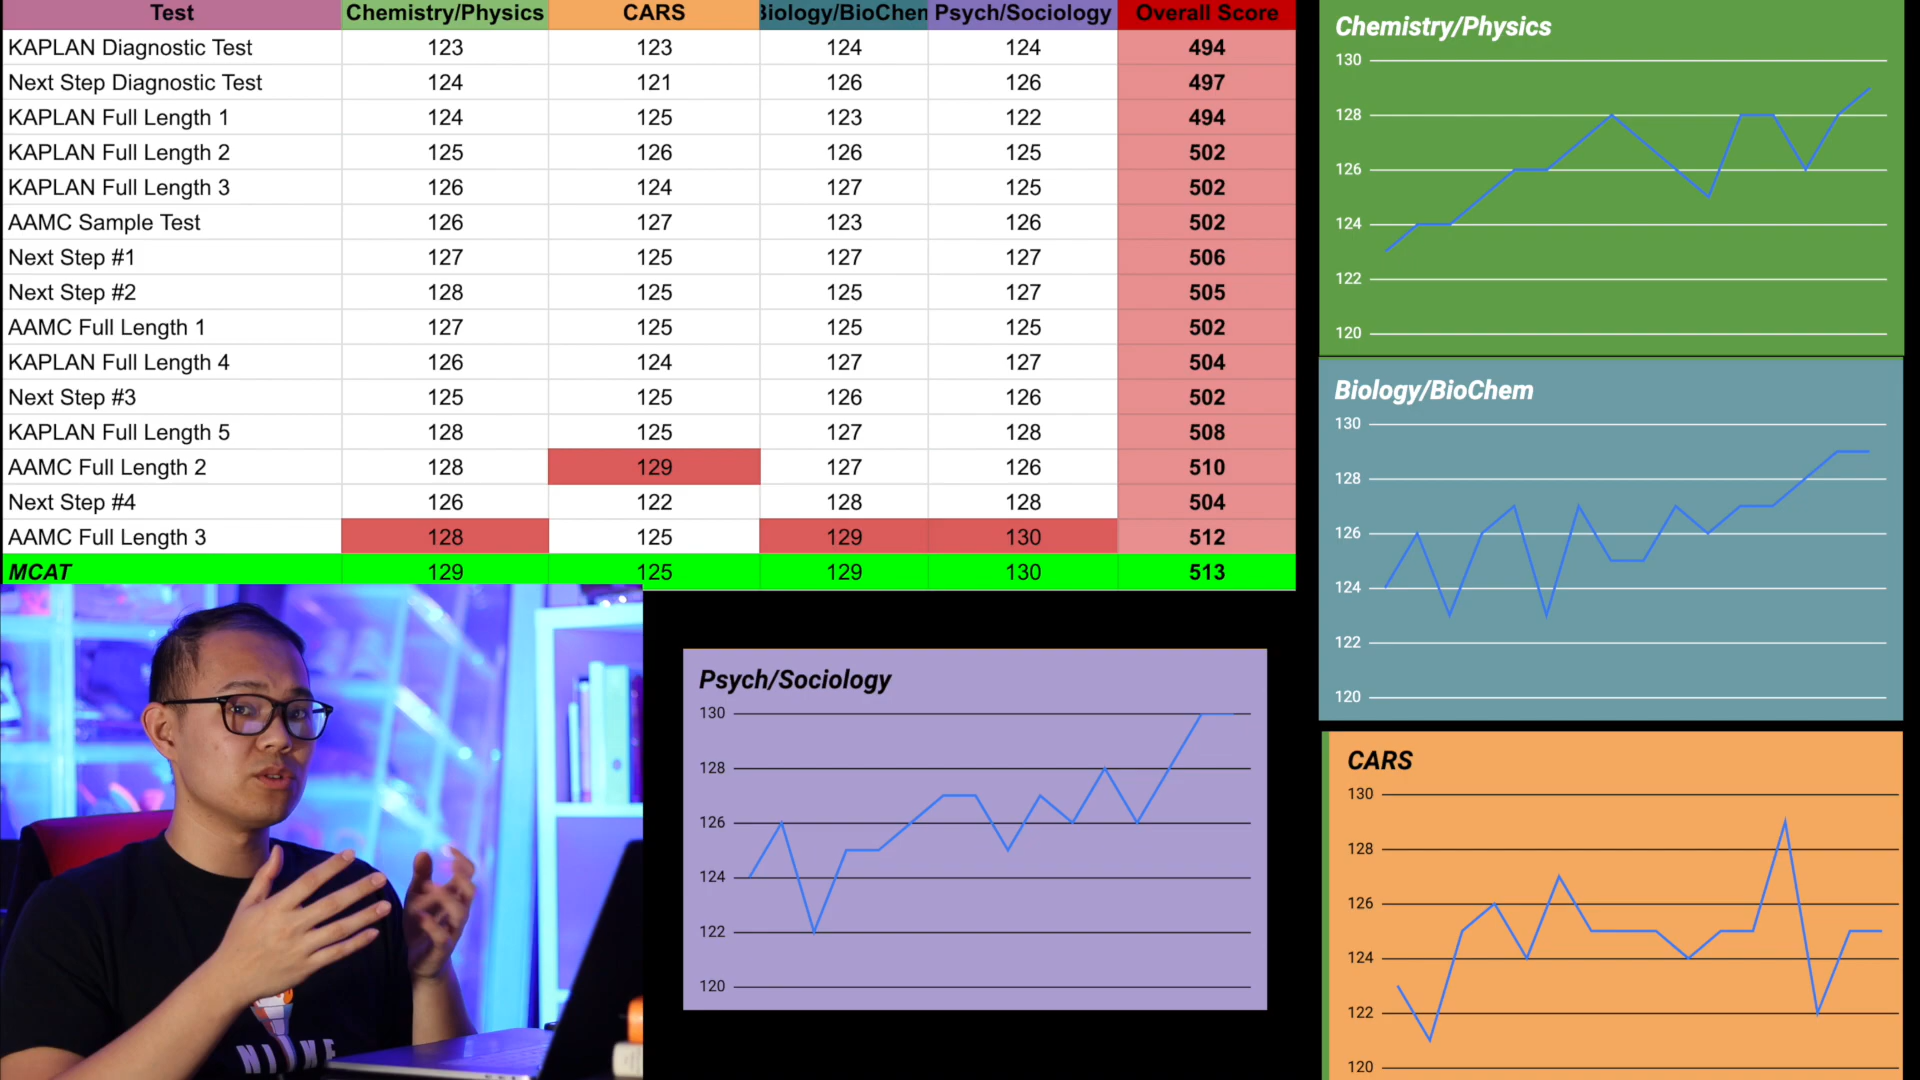 Test Chemistry/Physics CARS Biology/BioChem Psych/Sociology Overall Score
KAPLAN Diagnostic Test 123 123 124 124 494
Next Step Diagnostic Test 124 121 126 126 497
KAPLAN Full Length 1 124 125 123 122 494
KAPLAN Full Length 2 125 126 126 125 502
KAPLAN Full Length 3 126 124 127 125 502
AAMC Sample Test 126 127 123 126 502
Next Step #1 127 125 127 127 506
Next Step #2 128 125 125 127 505
AAMC Full Length 1 127 125 125 125 502
KAPLAN Full Length 4 126 124 127 127 504
Next Step #3 125 125 126 126 502
KAPLAN Full Length 5 128 125 127 128 508
AAMC Full Length 2 128 129 127 126 510
Next Step #4 126 122 128 128 504
AAMC Full Length 3 128 125 129 130 512
MCAT 129 125 129 130 513
Chemistry/Physics
130
128
126
124
122
120
Biology/BioChem
130
128
126
124
122
120
Psych/Sociology
130
128
126
124
122
120
CARS
130
128
126
124
122
120